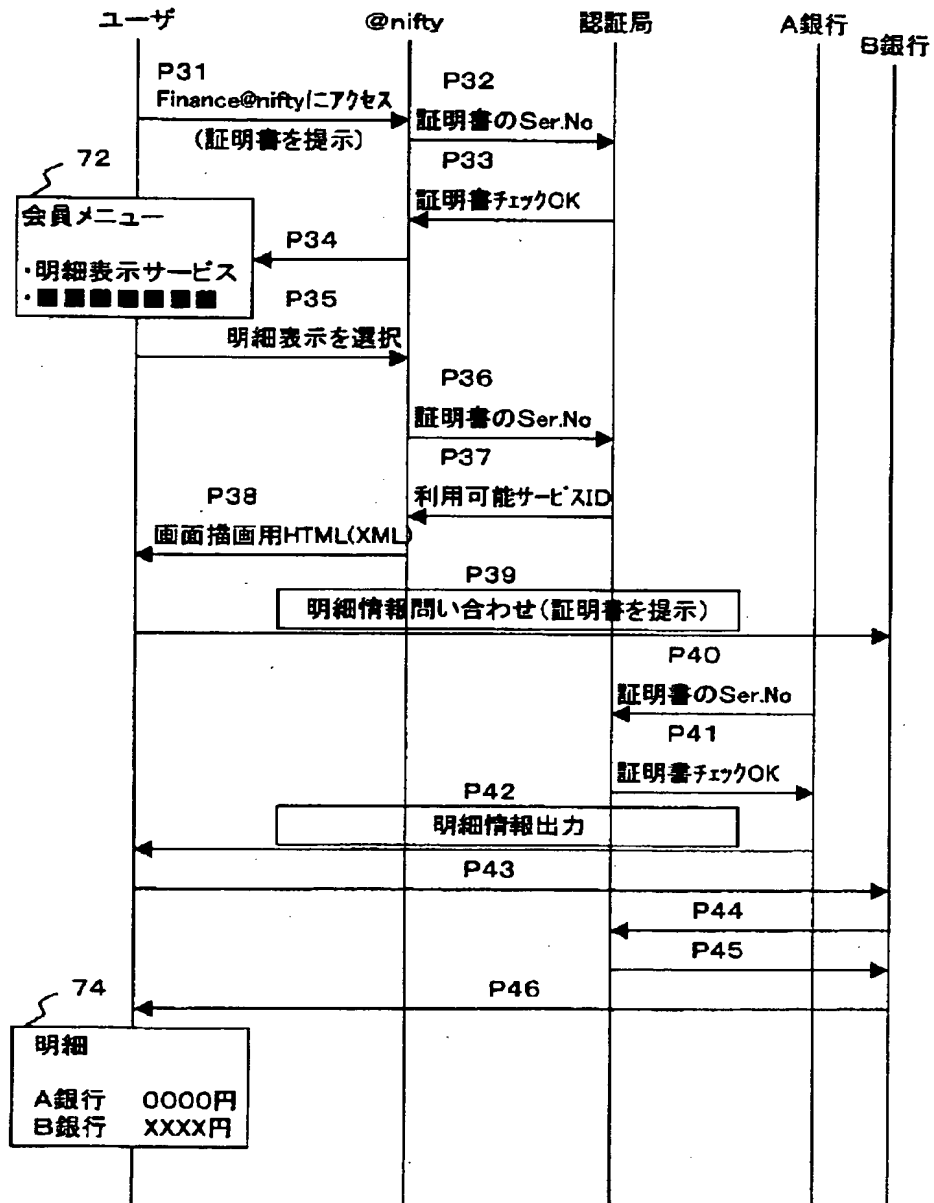 ユーザ
@nifty
認証局
A銀行
B銀行
P31
Finance@niftyにアクセス
(証明書を提示)
P32
証明書のSer.No
P33
証明書チェックOK
72
会員メニュー
・明細表示サービス
・■■■■■■■
P34
P35
明細表示を選択
P36
証明書のSer.No
P37
利用可能サービスID
P38
画面描画用HTML(XML)
P39
明細情報問い合わせ(証明書を提示)
P40
証明書のSer.No
P41
証明書チェックOK
P42
明細情報出力
P43
P44
P45
P46
74
明細
A銀行 0000円
B銀行 XXXX円